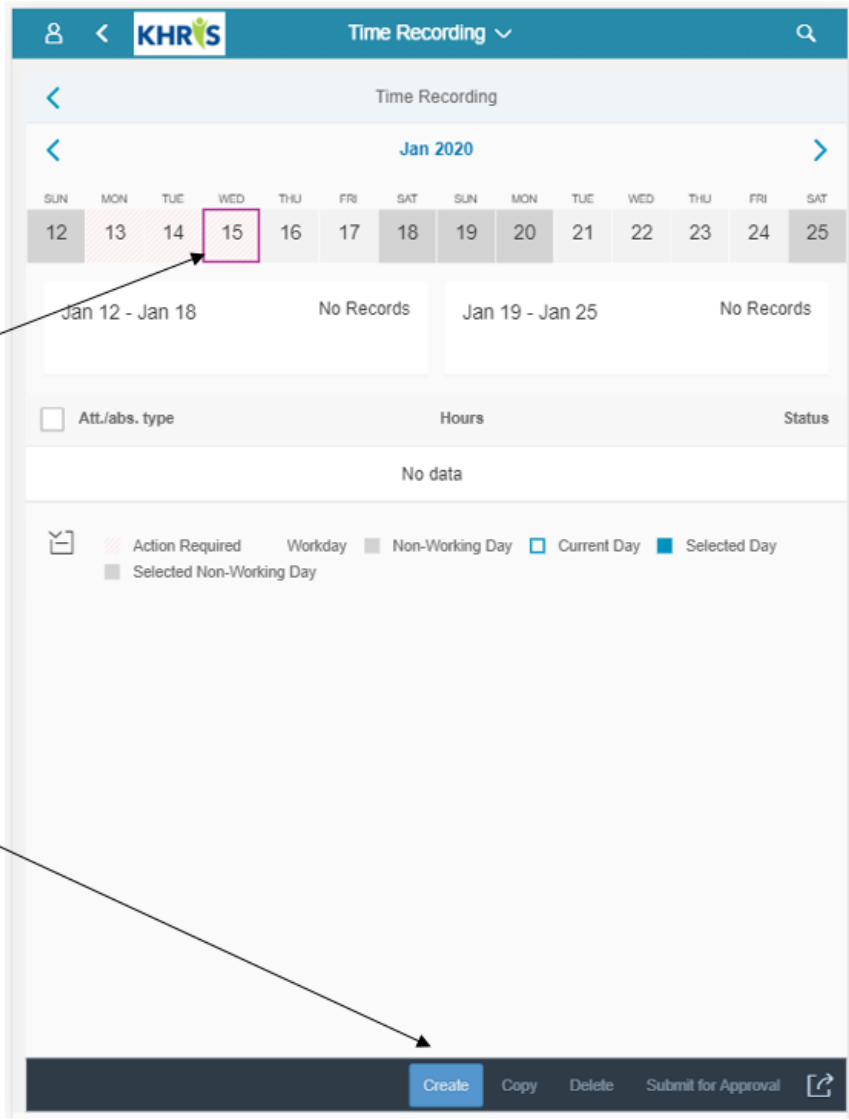 KHRIS Time Recording
Time Recording
Jan 2020
SUN MON TUE WED THU FRI SAT SUN MON TUE WED THU FRI SAT
12 13 14 15 16 17 18 19 20 21 22 23 24 25
Jan 12 - Jan 18 No Records Jan 19 - Jan 25 No Records
Att./abs. type Hours Status
No data
Action Required Workday Non-Working Day Current Day Selected Day
Selected Non-Working Day
Create Copy Delete Submit for Approval